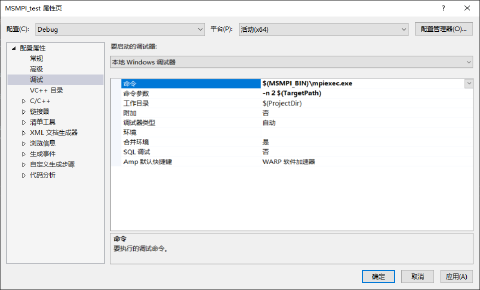 MSMPI_test 属性页
配置(C): Debug 平台(P): 活动(x64) 配置管理器(O)...
配置属性
常规
高级
调试
VC++ 目录
C/C++
链接器
清单工具
XML 文档生成器
浏览信息
生成事件
自定义生成步骤
代码分析
要启动的调试器:
本地 Windows 调试器
命令 $(MSMPI_BIN)\mpiexec.exe
命令参数 -n 2 $(TargetPath)
工作目录 $(ProjectDir)
附加 否
调试器类型 自动
环境
合并环境 是
SQL 调试 否
Amp 默认快捷键 WARP 软件加速器
命令
要执行的调试命令。
确定 取消 应用(A)